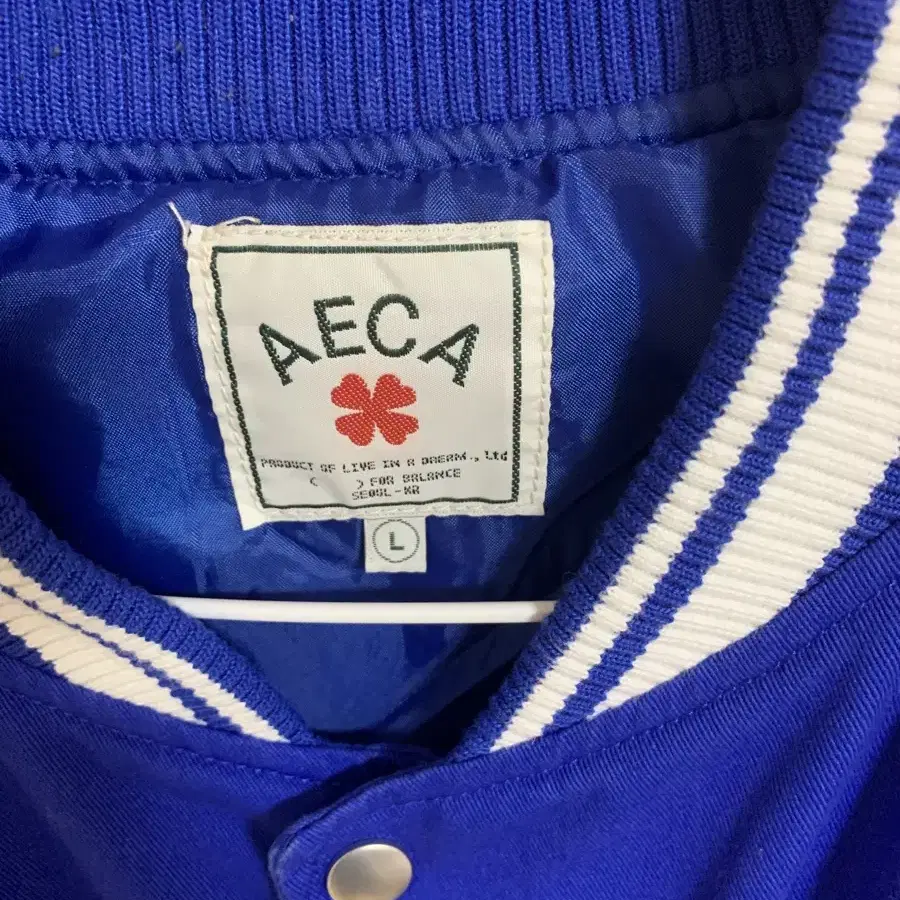 AECA
PRODUCT OF LIVE IN A DREAM., Ltd
(     ) FOR BALANCE
SEOUL-KR
L